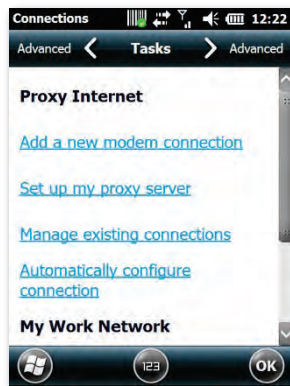 Connections 12:22
Advanced Tasks Advanced
Proxy Internet
Add a new modem connection
Set up my proxy server
Manage existing connections
Automatically configure
connection
My Work Network
123 OK